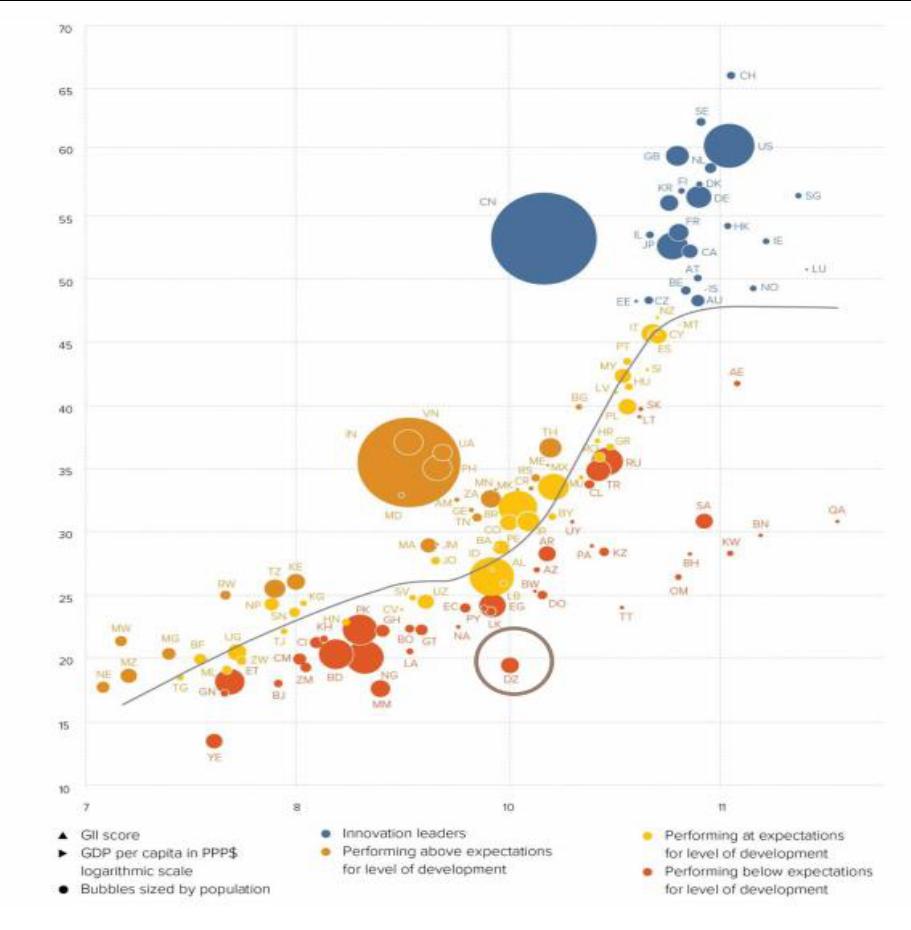 70
CH
65
SE
US
60
GB
NL
FI
DK
KR
DE
SG
CN
55
FR
HK
IL
IE
JP
CA
AT
LU
50
BE
IS
NO
EE
CZ
AU
NZ
IT
MT
CY
45
PT
ES
MY
SI
AE
HU
LV
BG
40
VN
PL
SK
LT
IN
UA
TH
HR
GR
RU
35
PH
ME
MX
RS
TR
ZA
MN
MK
CR
CL
MD
AM
SA
QA
GE
BR
BY
TN
CO
UY
BN
30
MA
JM
BA
PE
AR
PA
KZ
KW
JO
ID
AL
BH
TZ
KE
AZ
OM
RW
BW
25
NP
KG
SV
UZ
LB
DO
SN
CV
EC
EG
TT
HN
PK
GH
PY
LK
MW
TJ
KH
NA
MG
BF
UG
CI
BO
GT
20
ZW
CM
LA
NE
MZ
ML
ET
BD
NG
DZ
TG
GN
BJ
ZM
MM
15
YE
10
7
8
10
11
GII score
GDP per capita in PPP$
logarithmic scale
Bubbles sized by population
Innovation leaders
Performing above expectations
for level of development
Performing at expectations
for level of development
Performing below expectations
for level of development